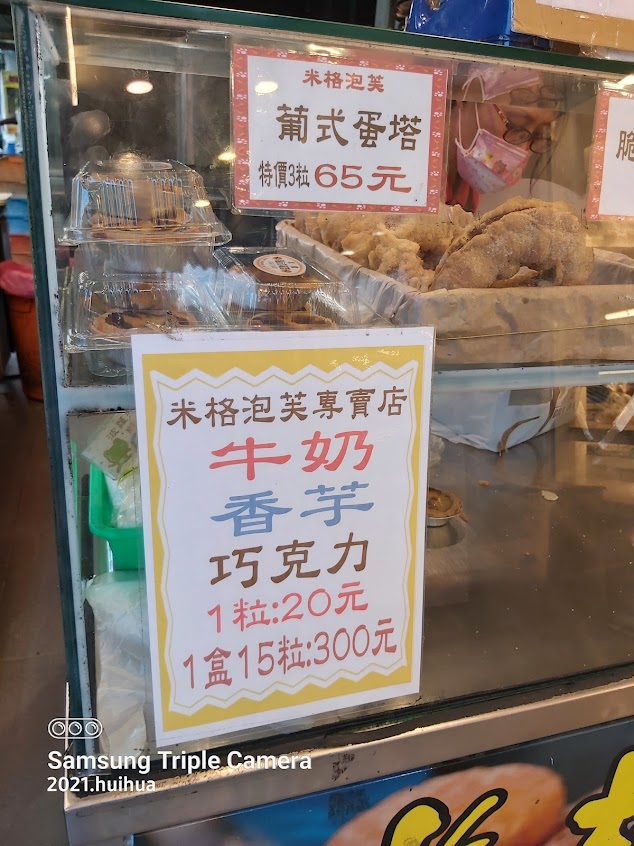 米格泡芙
葡式蛋塔
特價3粒65元
脆
米格泡芙專賣店
牛奶
香芋
巧克力
1粒:20元
1盒15粒:300元
Samsung Triple Camera
2021.huihua